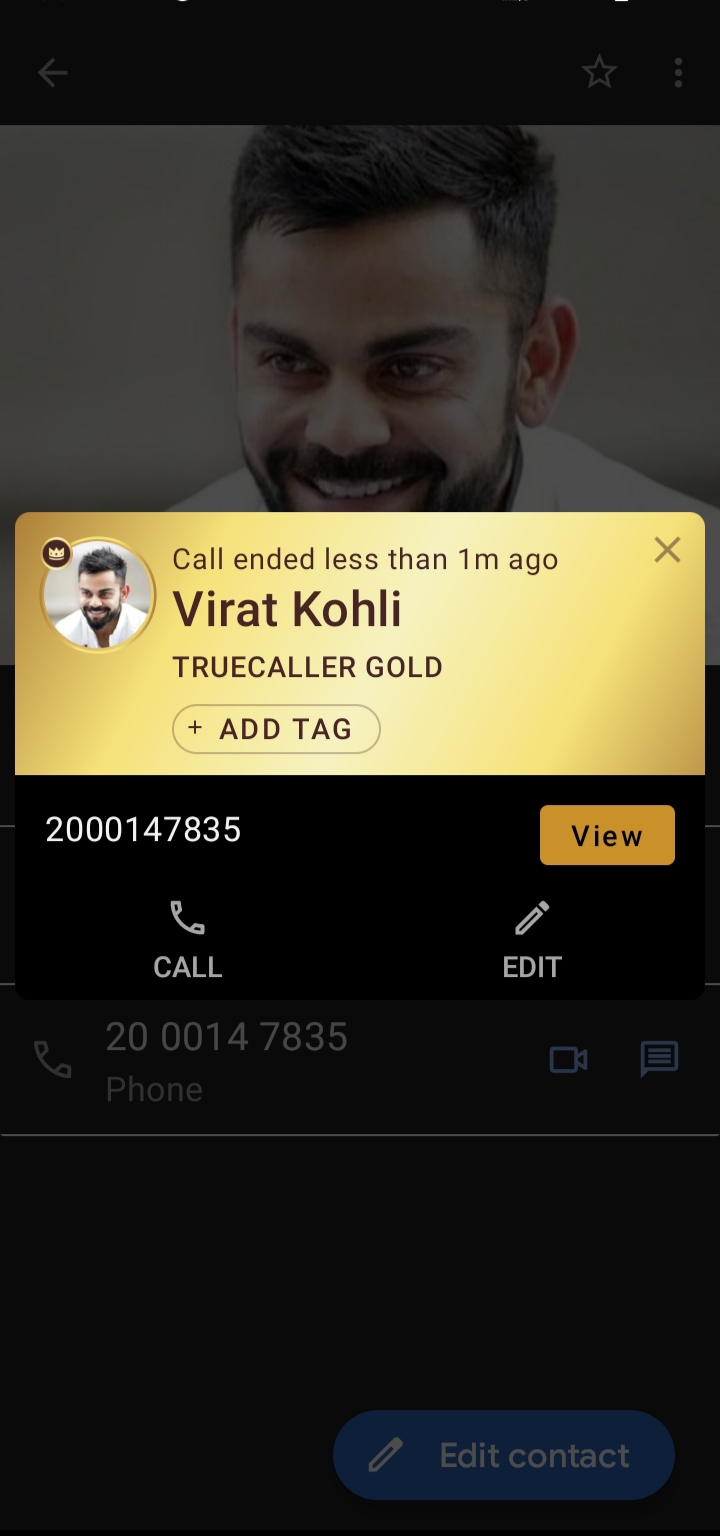 Call ended less than 1m ago
Virat Kohli
TRUECALLER GOLD
+ ADD TAG
2000147835
View
CALL
EDIT
20 0014 7835
Phone
Edit contact